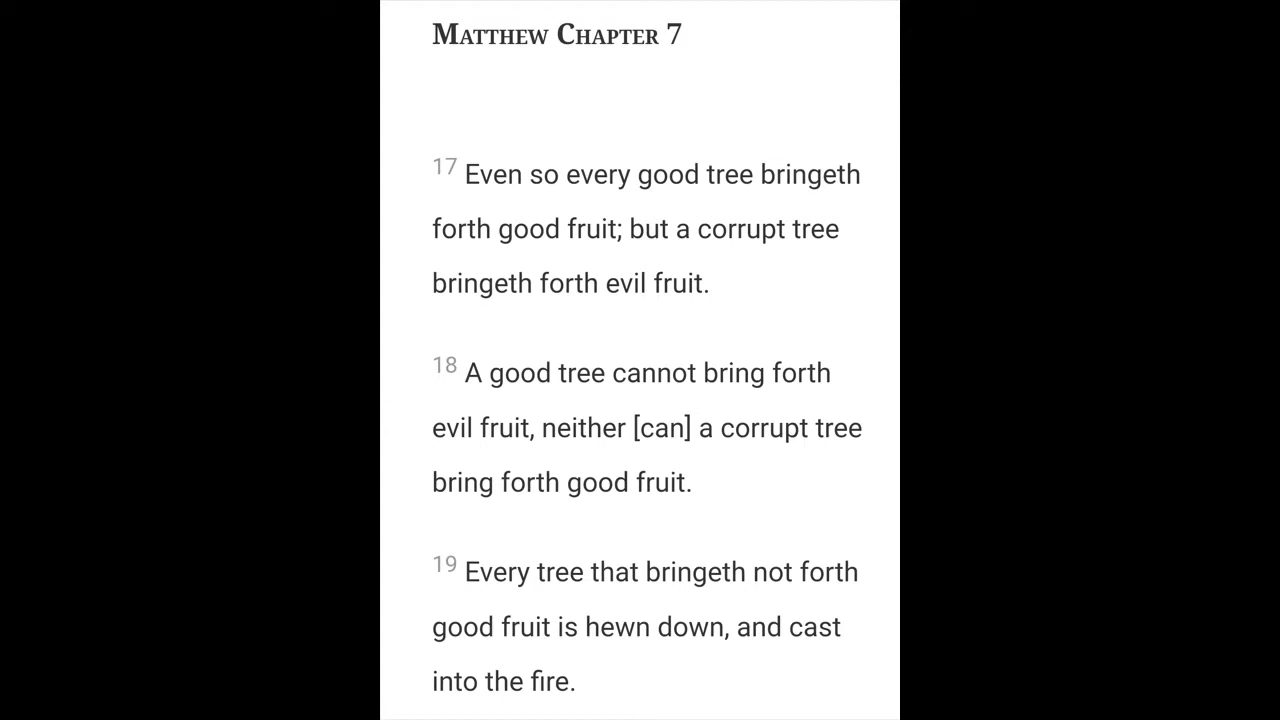 Matthew Chapter 7
17 Even so every good tree bringeth
forth good fruit; but a corrupt tree
bringeth forth evil fruit.
18 A good tree cannot bring forth
evil fruit, neither [can] a corrupt tree
bring forth good fruit.
19 Every tree that bringeth not forth
good fruit is hewn down, and cast
into the fire.